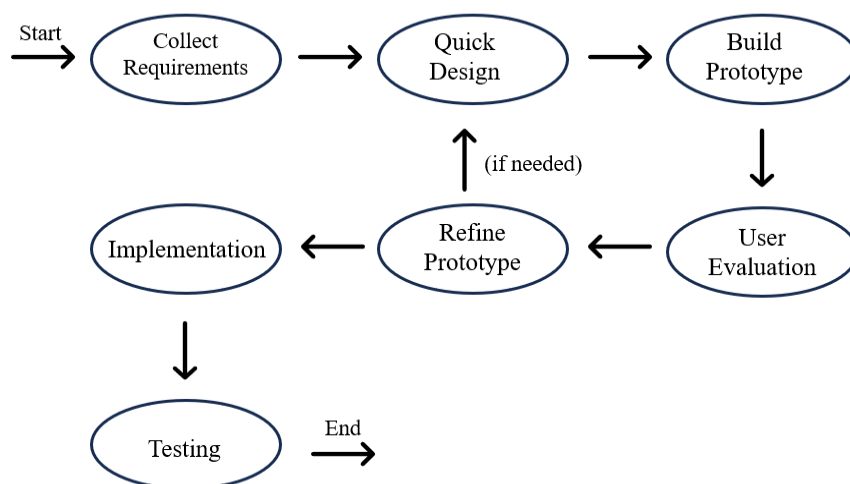 Start
Collect
Requirements
Quick
Design
Build
Prototype
(if needed)
Implementation
Refine
Prototype
User
Evaluation
Testing
End